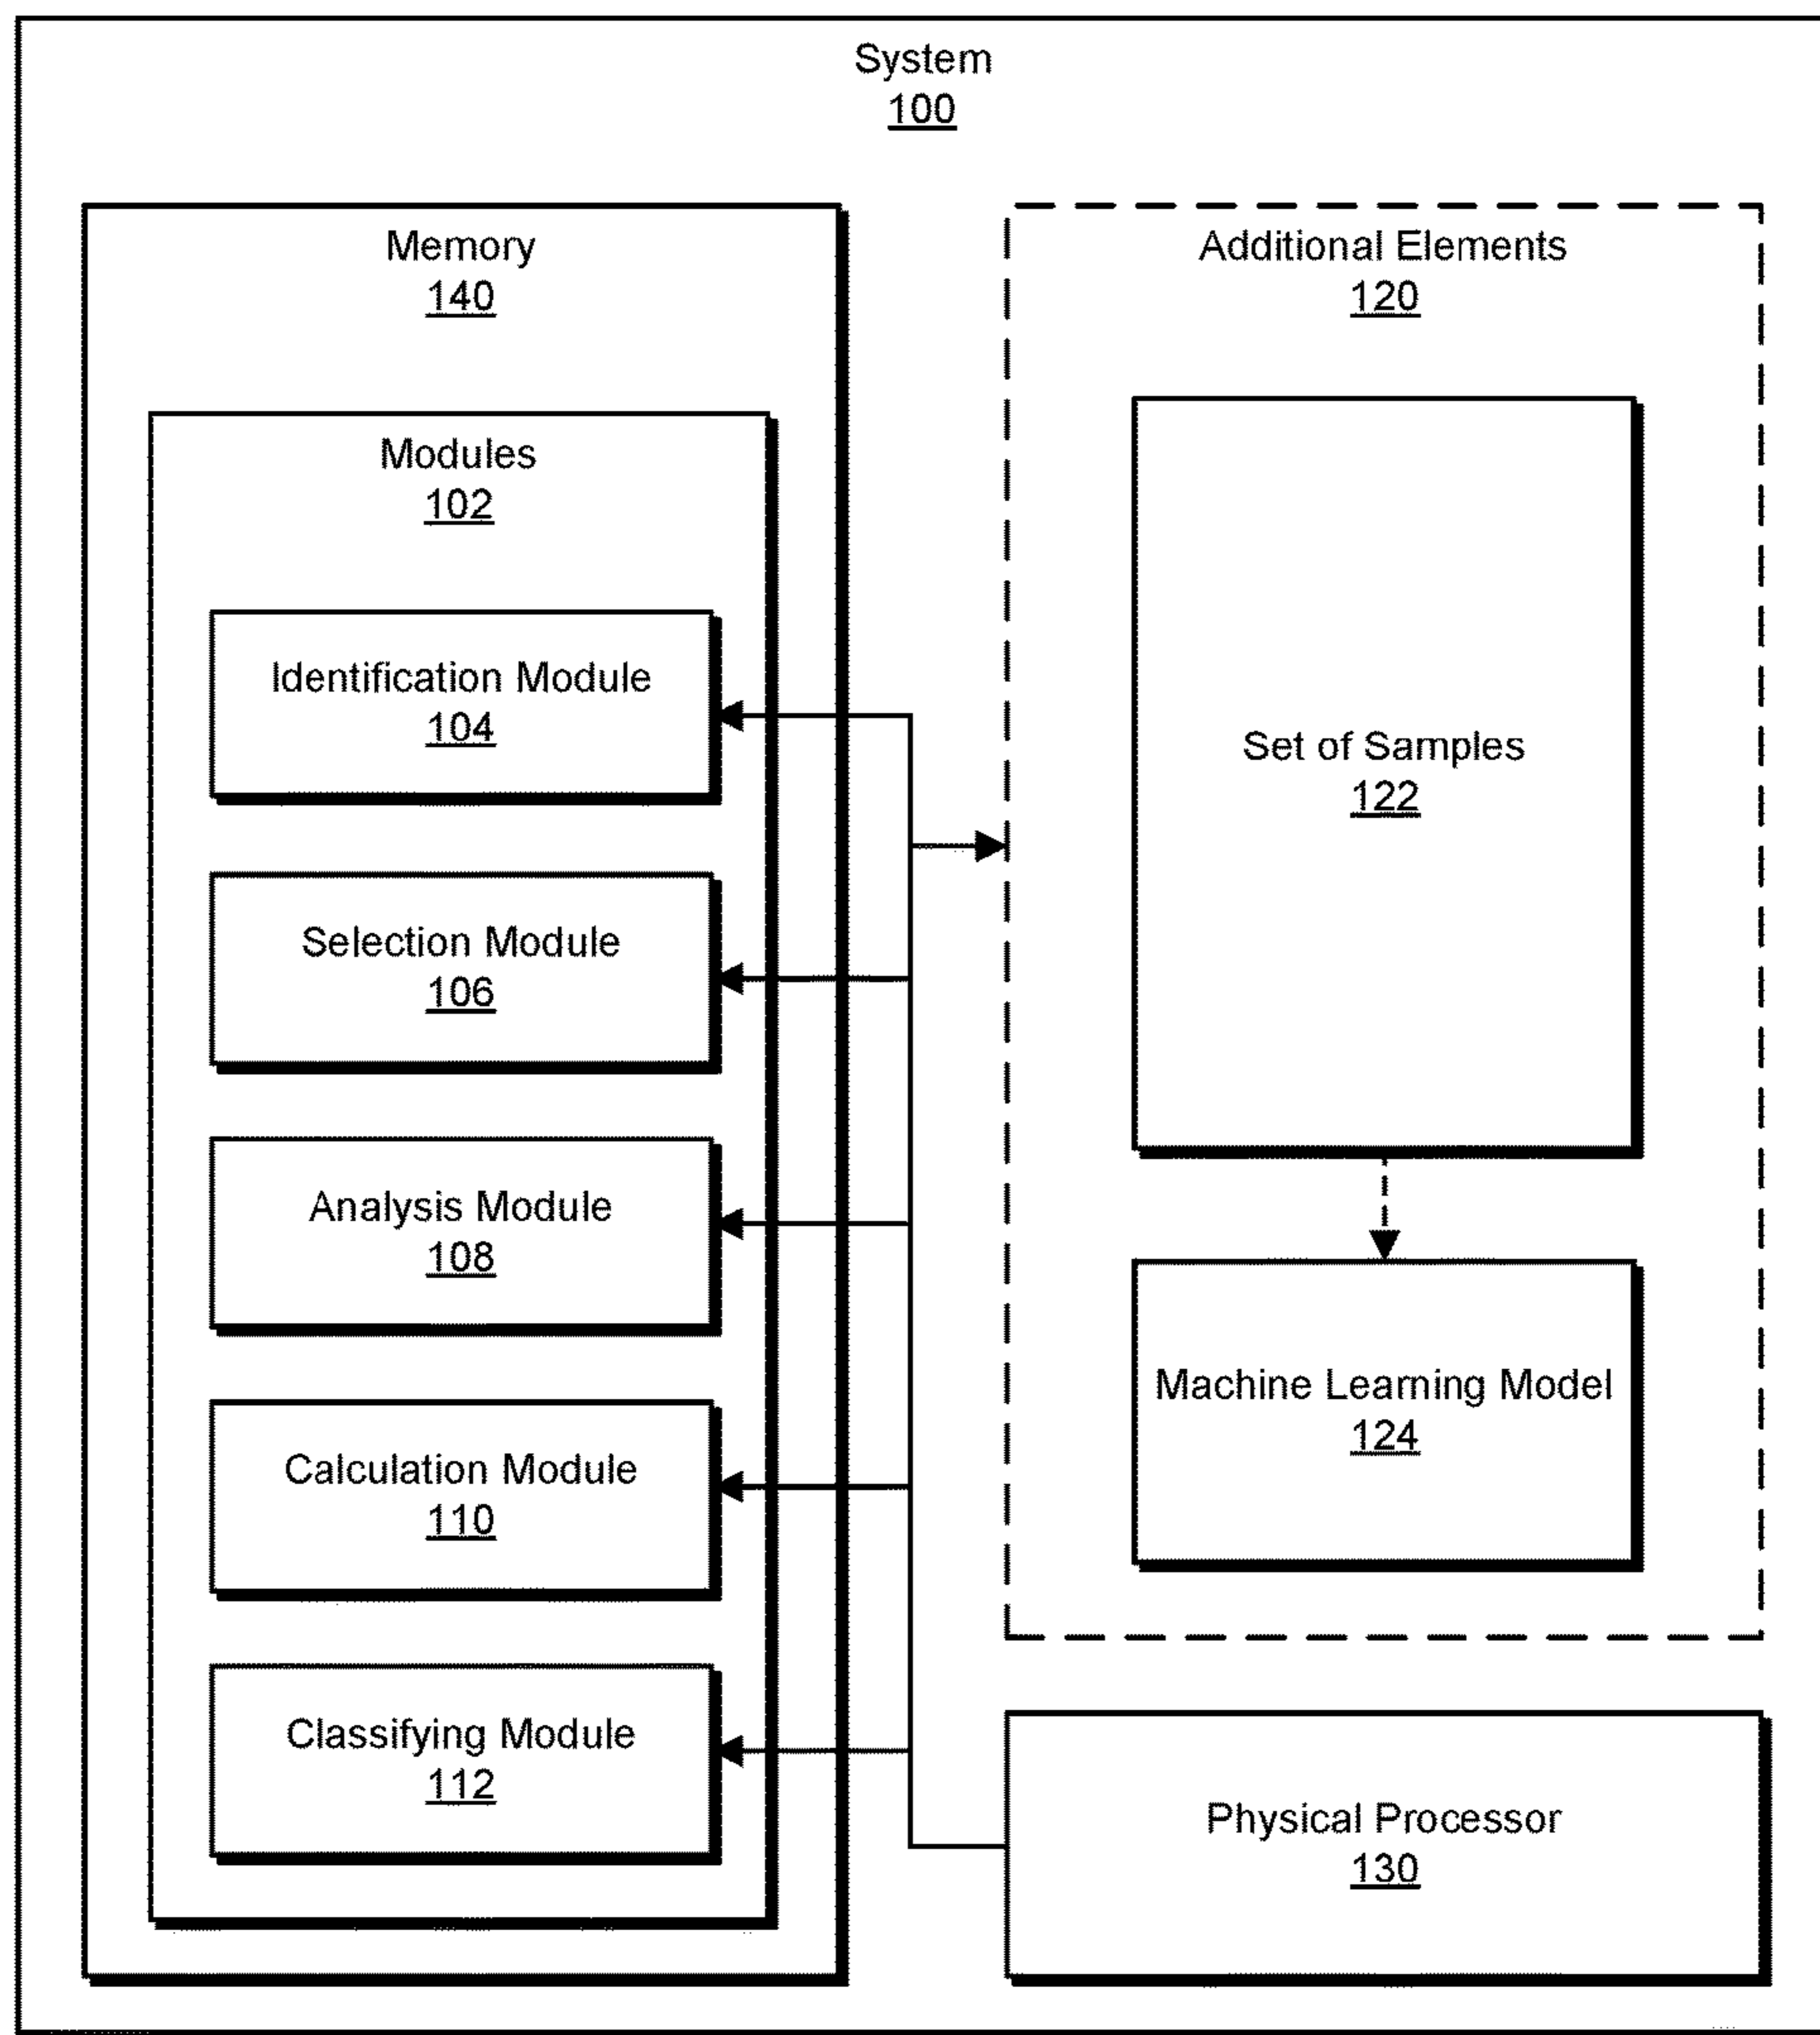 System
100
Memory
140
Modules
102
Identification Module
104
Selection Module
106
Analysis Module
108
Calculation Module
110
Classifying Module
112
Additional Elements
120
Set of Samples
122
Machine Learning Model
124
Physical Processor
130